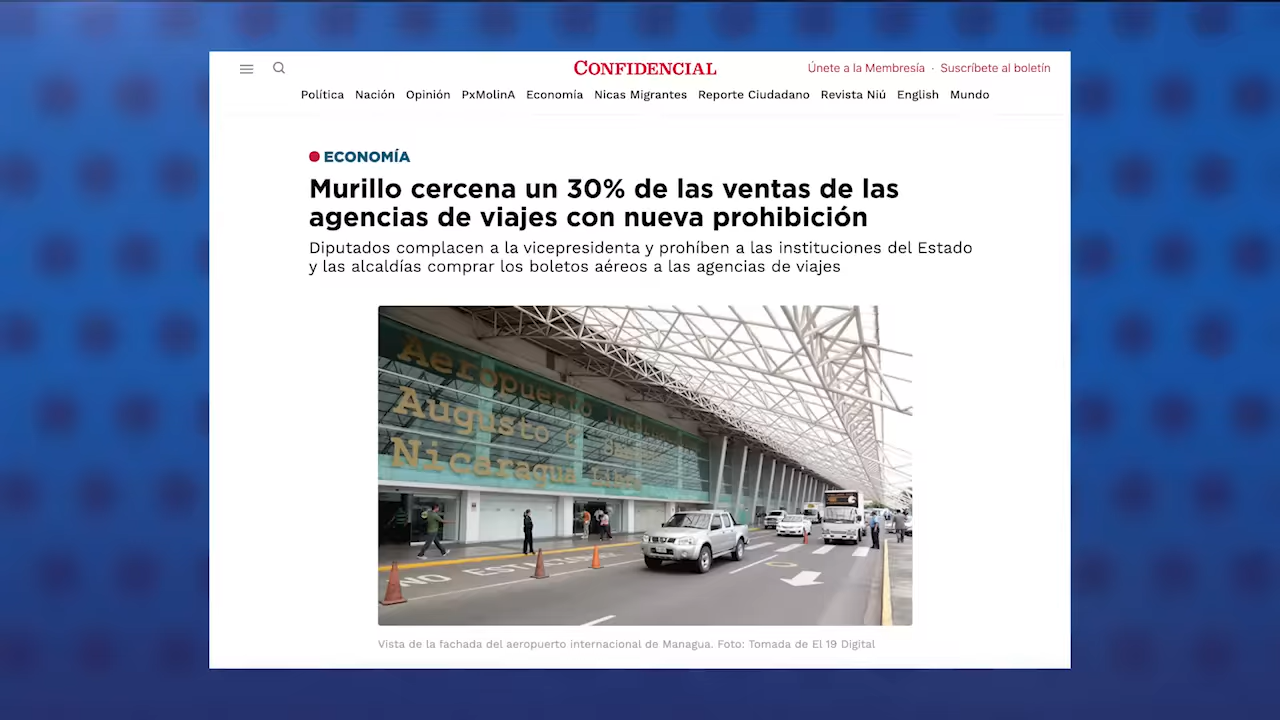 CONFIDENCIAL
Únete a la Membresía · Suscríbete al boletín
Política Nación Opinión PxMolinA Economía Nicas Migrantes Reporte Ciudadano Revista Niú English Mundo
ECONOMÍA
Murillo cercena un 30% de las ventas de las
agencias de viajes con nueva prohibición
Diputados complacen a la vicepresidenta y prohíben a las instituciones del Estado
y las alcaldías comprar los boletos aéreos a las agencias de viajes
Aeropuerto
Augusto C
Nicaragua
NO ESTACIONAR
Vista de la fachada del aeropuerto internacional de Managua. Foto: Tomada de El 19 Digital